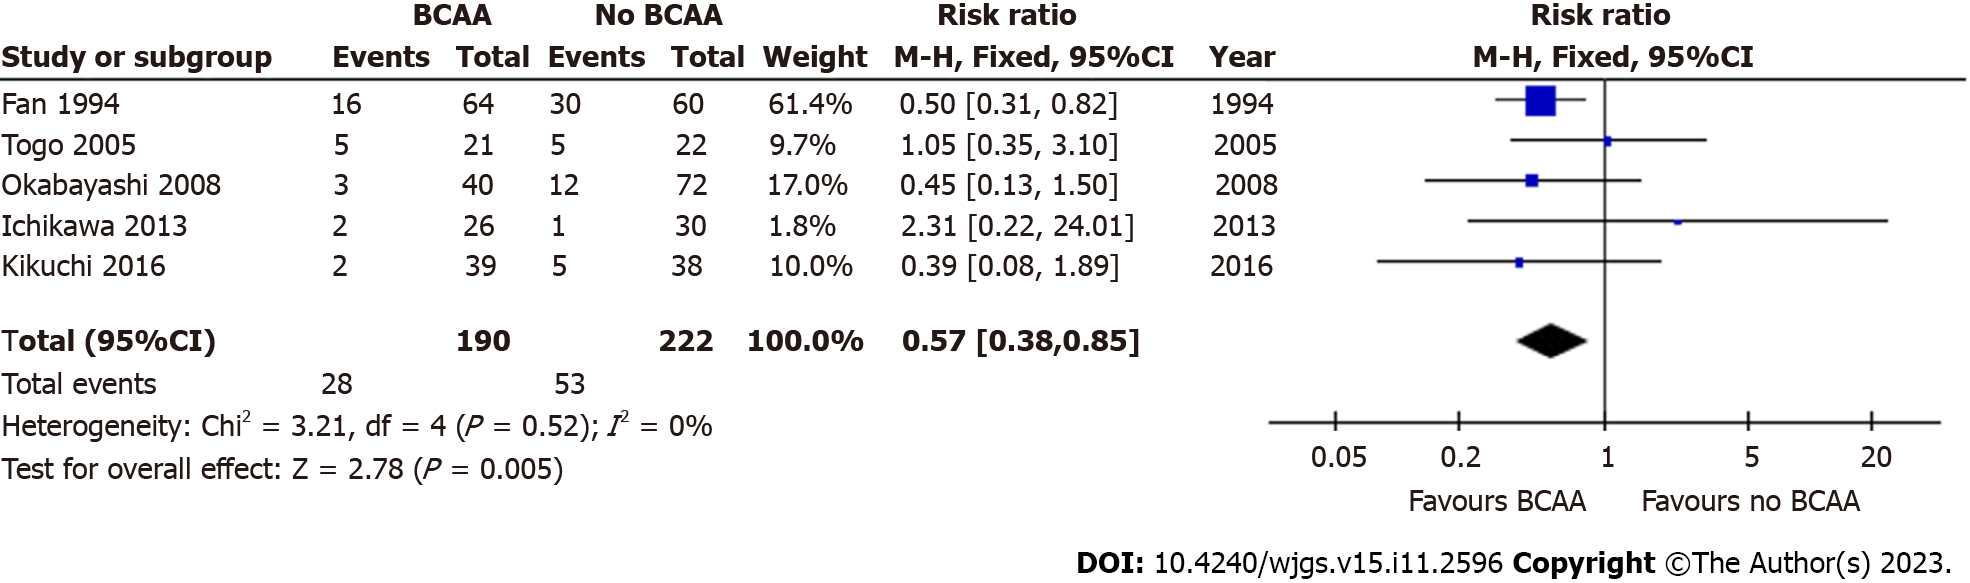 BCAA No BCAA Risk ratio Risk ratio
Study or subgroup Events Total Events Total Weight M-H, Fixed, 95%CI Year M-H, Fixed, 95%CI
Fan 1994 16 64 30 60 61.4% 0.50 [0.31, 0.82] 1994
Togo 2005 5 21 5 22 9.7% 1.05 [0.35, 3.10] 2005
Okabayashi 2008 3 40 12 72 17.0% 0.45 [0.13, 1.50] 2008
Ichikawa 2013 2 26 1 30 1.8% 2.31 [0.22, 24.01] 2013
Kikuchi 2016 2 39 5 38 10.0% 0.39 [0.08, 1.89] 2016
Total (95%CI) 190 222 100.0% 0.57 [0.38,0.85]
Total events 28 53
Heterogeneity: Chi² = 3.21, df = 4 (P = 0.52); I² = 0%
Test for overall effect: Z = 2.78 (P = 0.005)
0.05 0.2 1 5 20
Favours BCAA Favours no BCAA
DOI: 10.4240/wjgs.v15.i11.2596 Copyright ©The Author(s) 2023.